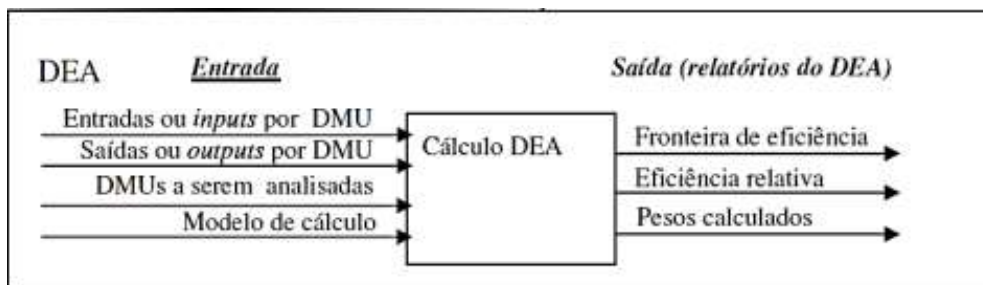 DEA
Entrada
Saída (relatórios do DEA)
Entradas ou inputs por DMU
Saídas ou outputs por DMU
DMUs a serem analisadas
Modelo de cálculo
Cálculo DEA
Fronteira de eficiência
Eficiência relativa
Pesos calculados